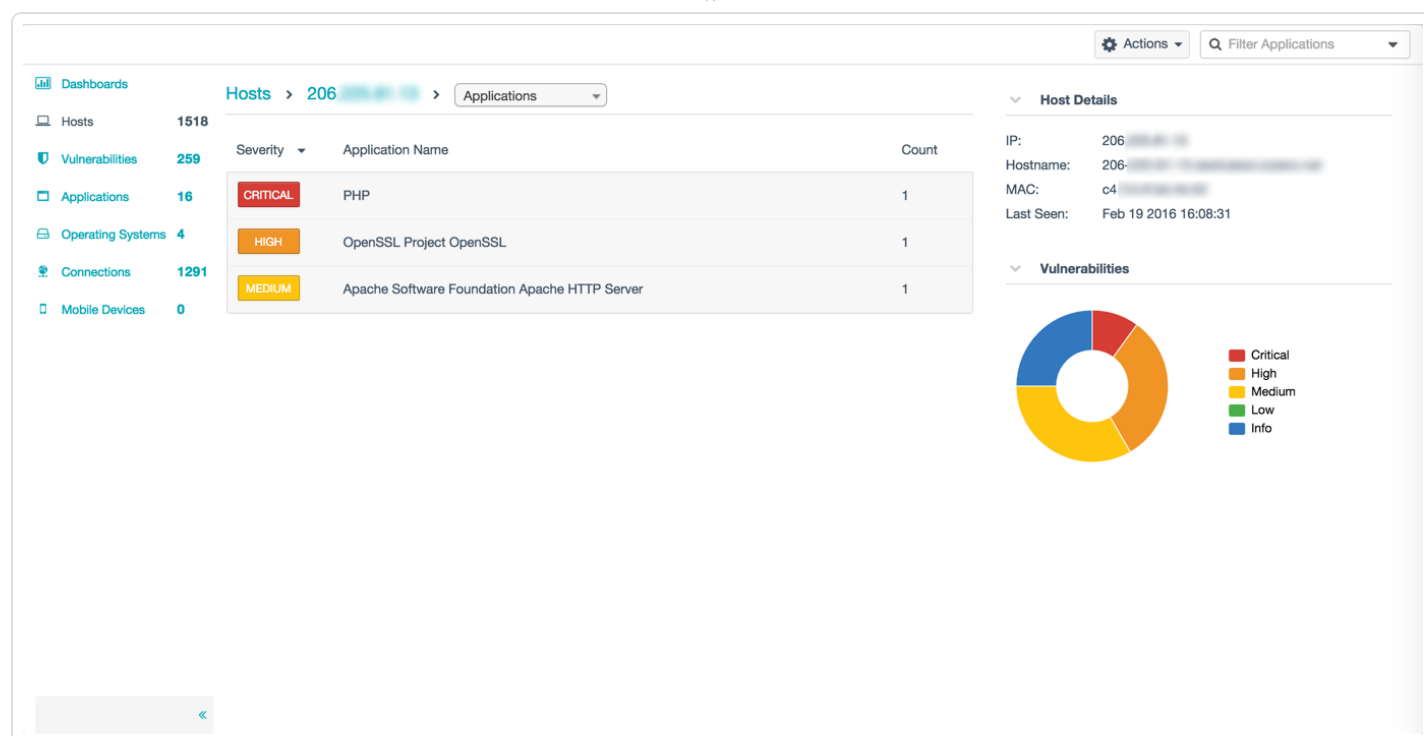 Actions
Filter Applications
Dashboards
Hosts 1518
Vulnerabilities 259
Applications 16
Operating Systems 4
Connections 1291
Mobile Devices 0
«
Hosts > 206 > Applications
Severity Application Name Count
CRITICAL PHP 1
HIGH OpenSSL Project OpenSSL 1
MEDIUM Apache Software Foundation Apache HTTP Server 1
Host Details
IP: 206
Hostname: 206-
MAC: c4
Last Seen: Feb 19 2016 16:08:31
Vulnerabilities
Critical
High
Medium
Low
Info